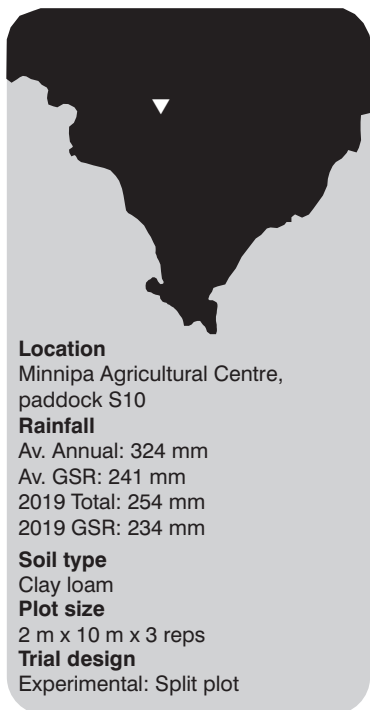 Location
Minnipa Agricultural Centre,
paddock S10
Rainfall
Av. Annual: 324 mm
Av. GSR: 241 mm
2019 Total: 254 mm
2019 GSR: 234 mm
Soil type
Clay loam
Plot size
2 m x 10 m x 3 reps
Trial design
Experimental: Split plot